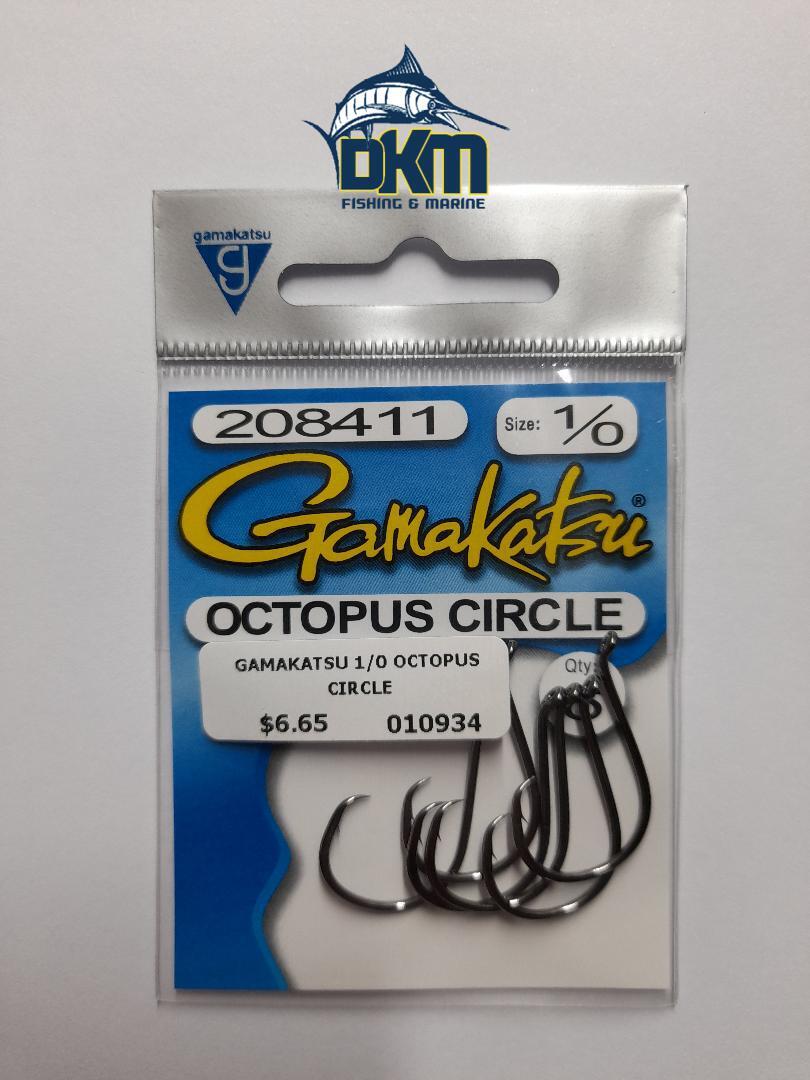 DKM
FISHING & MARINE
gamakatsu
g
208411
Size: 1/0
Gamakatsu®
OCTOPUS CIRCLE
GAMAKATSU 1/0 OCTOPUS
CIRCLE
$6.65 010934
Qty: